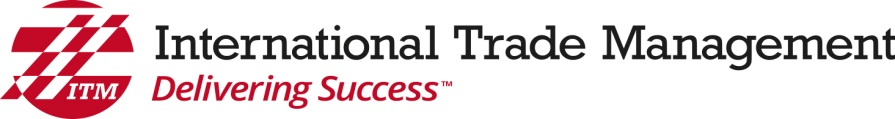 ITM
International Trade Management
Delivering Success™